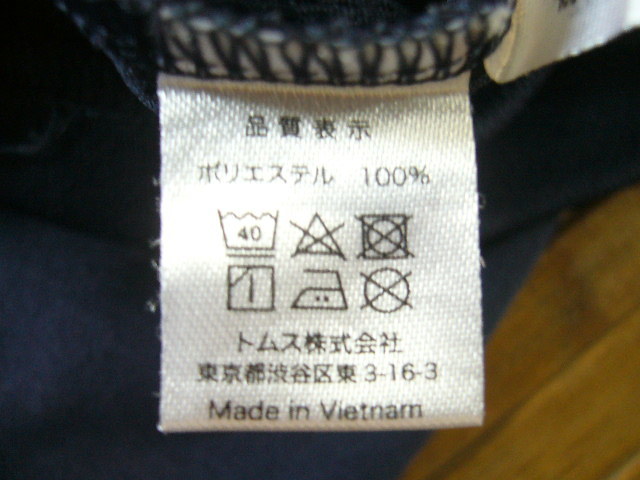 品質表示
ポリエステル 100%
40
トムス株式会社
東京都渋谷区東 3-16-3
Made in Vietnam